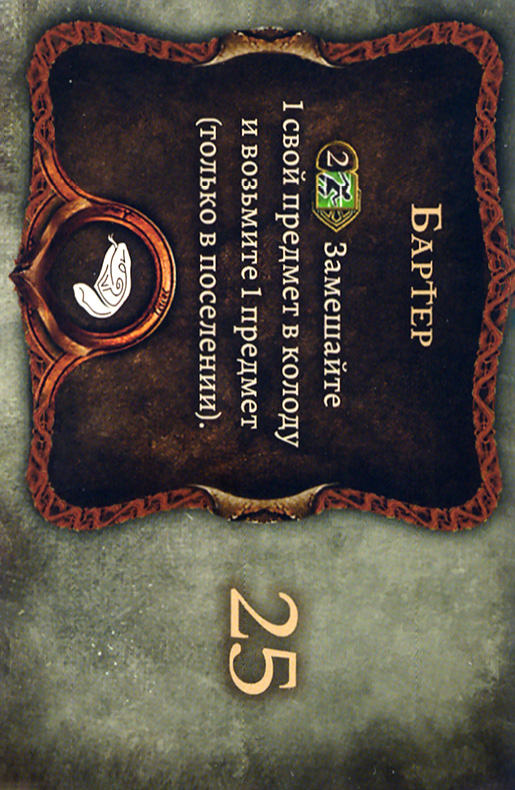 Бартер
2 Замешайте
1 свой предмет в колоду
и возьмите 1 предмет
(только в поселении).
25